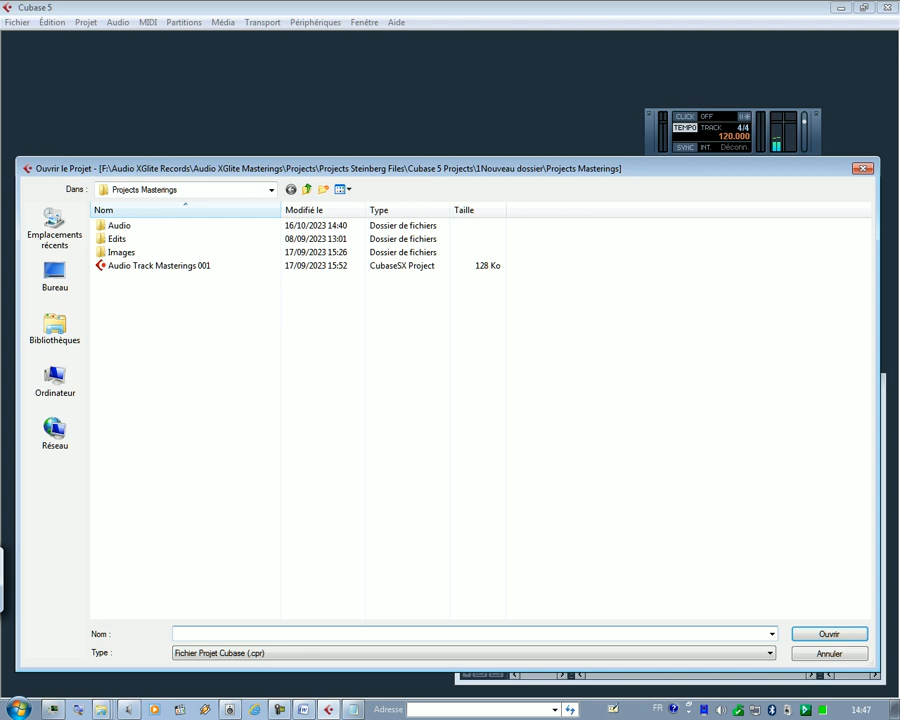 Cubase 5
Fichier Édition Projet Audio MIDI Partitions Média Transport Périphériques Fenêtre Aide
CLICK OFF
TEMPO TRACK 4/4
120.000
SYNC INT. Déconn.
Ouvrir le Projet - [F:\Audio XGlite Records\Audio XGlite Masterings\Projects\Projects Steinberg Files\Cubase 5 Projects\1Nouveau dossier\Projects Masterings]
Dans : Projects Masterings
Nom Modifié le Type Taille
Audio 16/10/2023 14:40 Dossier de fichiers
Edits 08/09/2023 13:01 Dossier de fichiers
Images 17/09/2023 15:26 Dossier de fichiers
Audio Track Masterings 001 17/09/2023 15:52 CubaseSX Project 128 Ko
Emplacements
récents
Bureau
Bibliothèques
Ordinateur
Réseau
Nom : Ouvrir
Type : Fichier Projet Cubase (.cpr) Annuler
Adresse FR 14:47